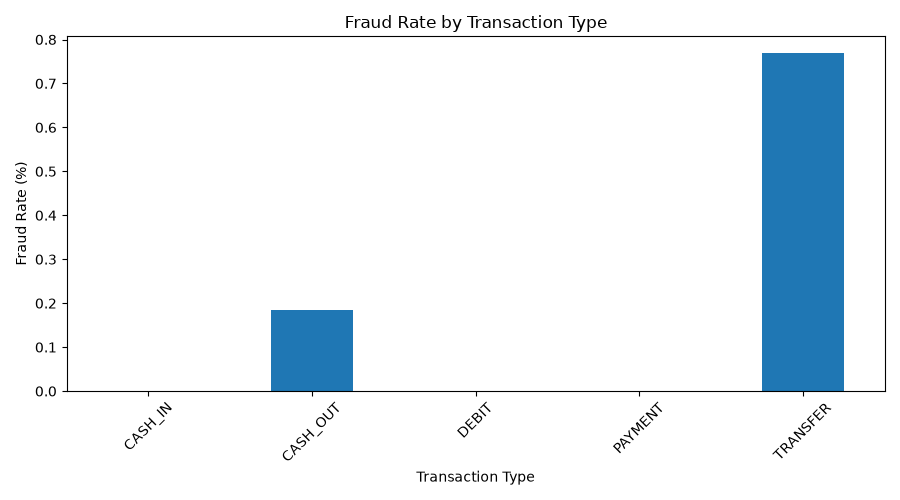 Fraud Rate by Transaction Type
Fraud Rate (%)
0.8
0.7
0.6
0.5
0.4
0.3
0.2
0.1
0.0
CASH_IN
CASH_OUT
DEBIT
PAYMENT
TRANSFER
Transaction Type